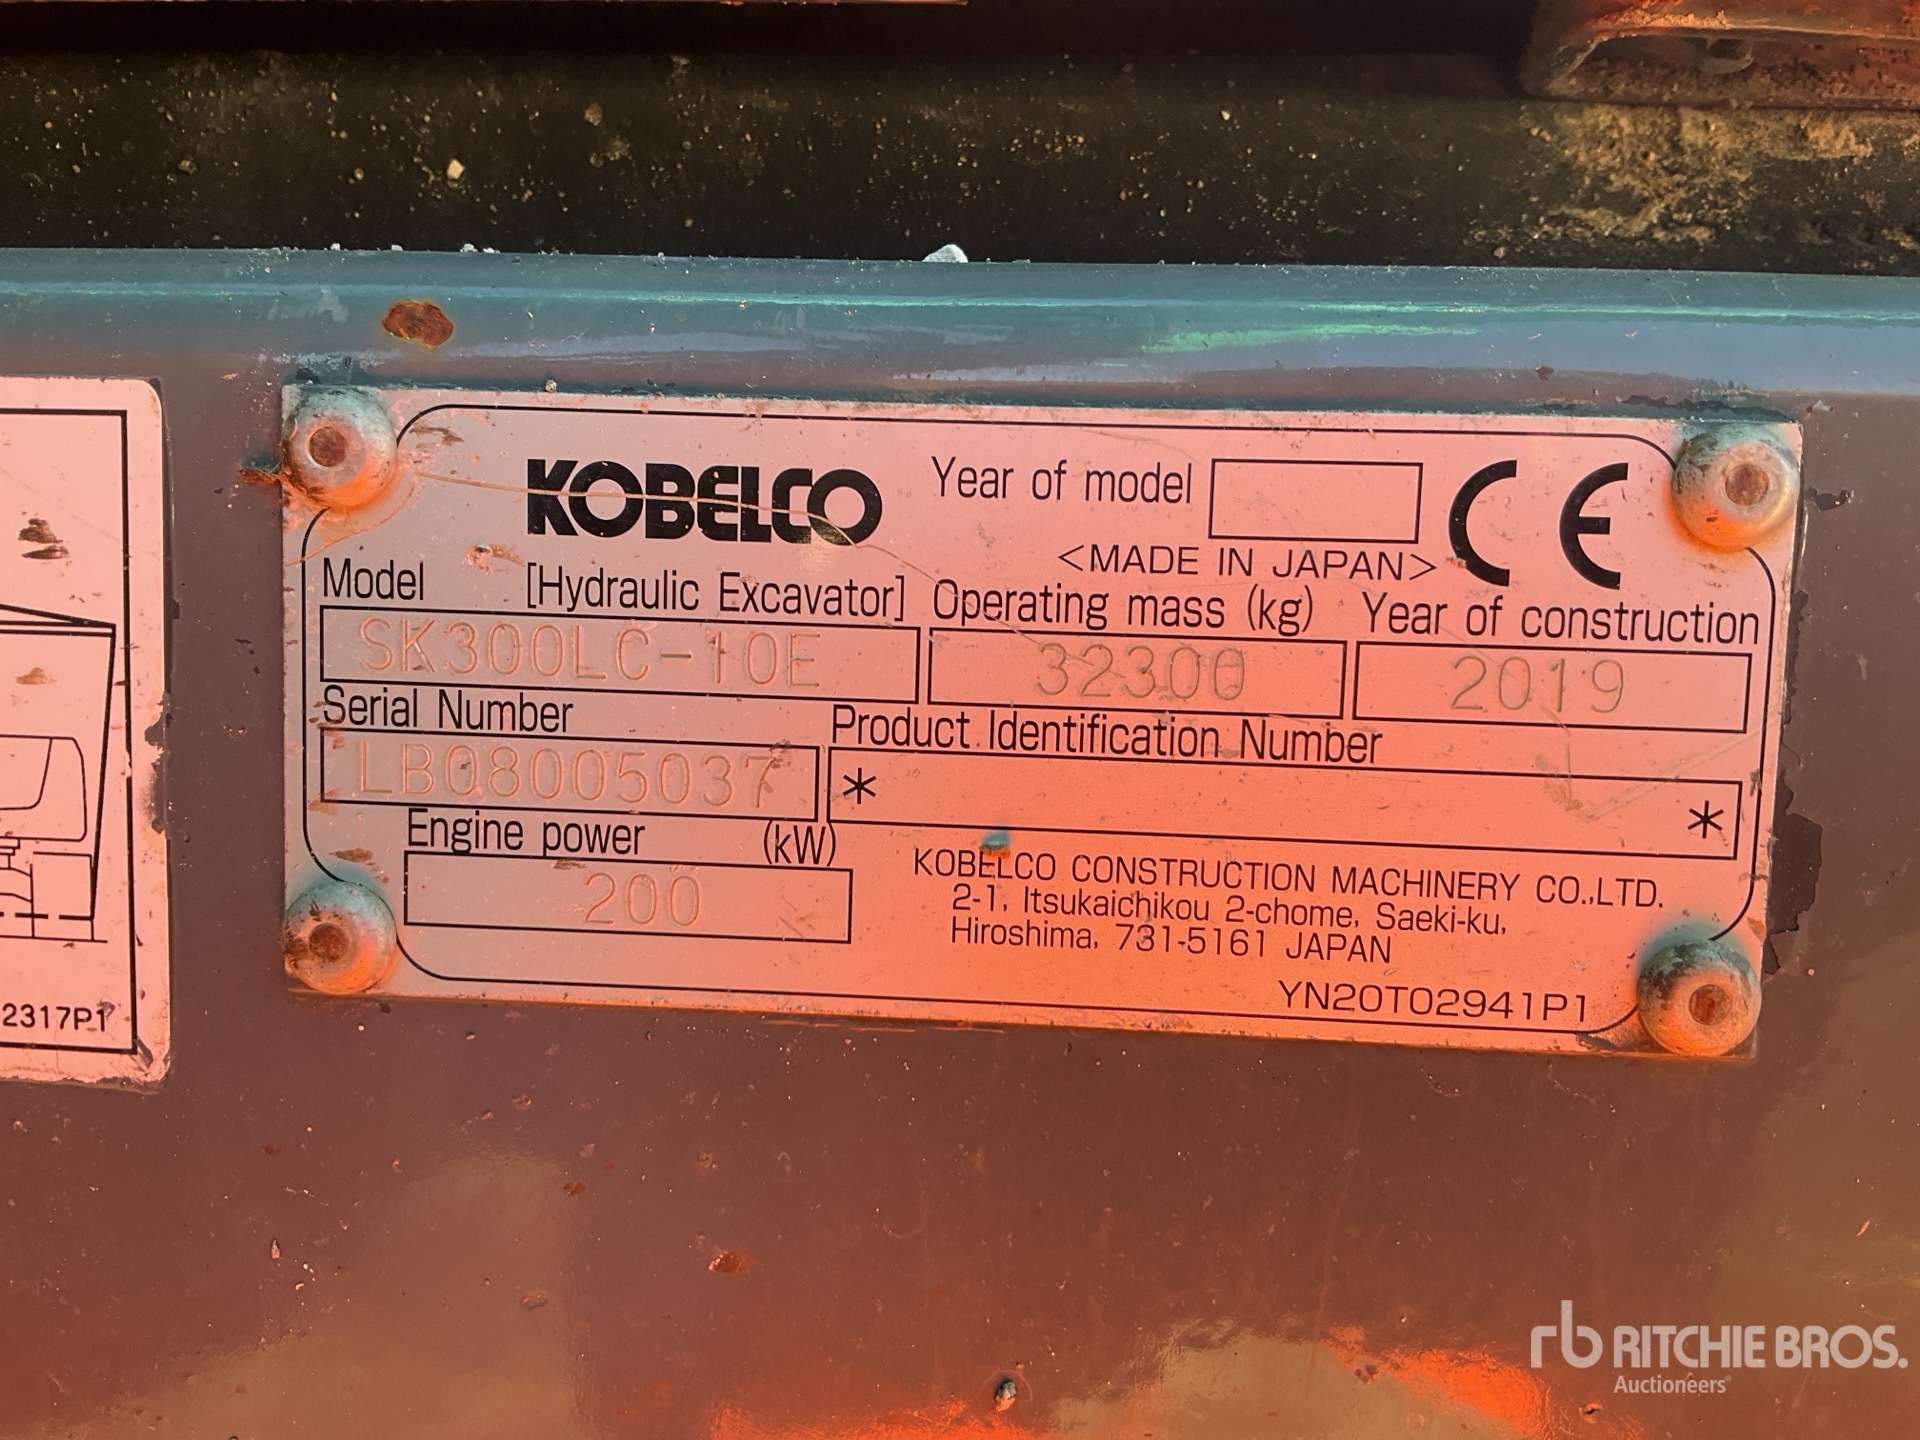 KOBELCO
Year of model
<MADE IN JAPAN>
CE
Model [Hydraulic Excavator] Operating mass (kg) Year of construction
SK300LC-10E 32300 2019
Serial Number Product Identification Number
LB08005037 * *
Engine power (kW)
200
KOBELCO CONSTRUCTION MACHINERY CO.,LTD.
2-1, Itsukaichikou 2-chome, Saeki-ku,
Hiroshima, 731-5161 JAPAN
YN20T02941P1
2317P1
rb RITCHIE BROS.
Auctioneers